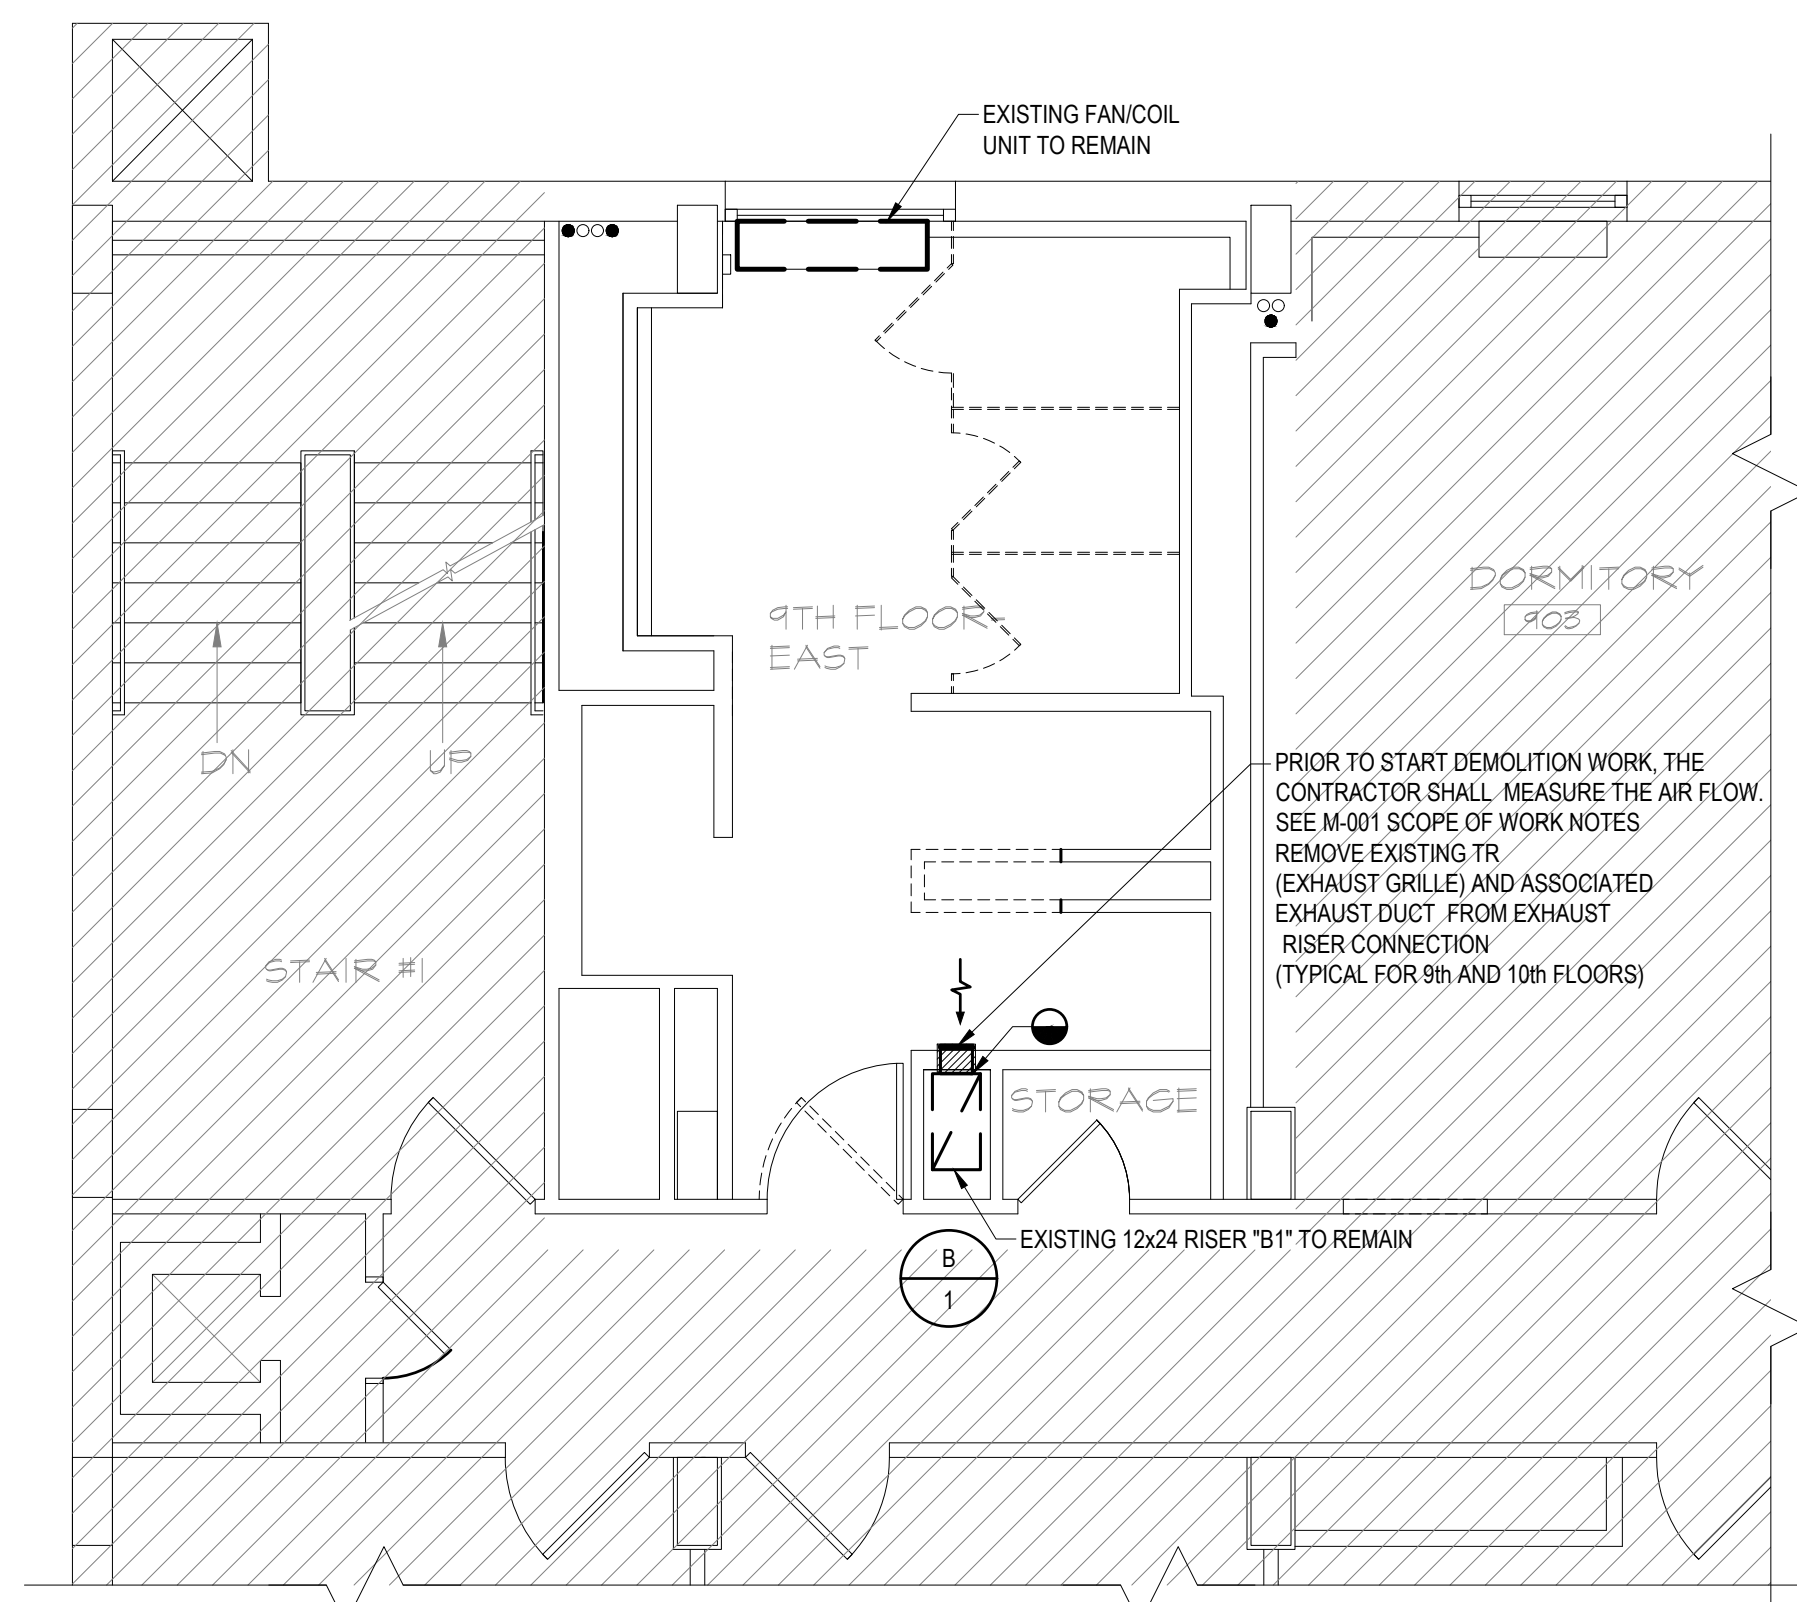 EXISTING FAN/COIL
UNIT TO REMAIN
DORMITORY
903
9TH FLOOR-
EAST
DN
UP
PRIOR TO START DEMOLITION WORK, THE
CONTRACTOR SHALL MEASURE THE AIR FLOW.
SEE M-001 SCOPE OF WORK NOTES
REMOVE EXISTING TR
(EXHAUST GRILLE) AND ASSOCIATED
EXHAUST DUCT FROM EXHAUST
RISER CONNECTION
(TYPICAL FOR 9th AND 10th FLOORS)
STAIR #1
STORAGE
EXISTING 12x24 RISER "B1" TO REMAIN
B
1